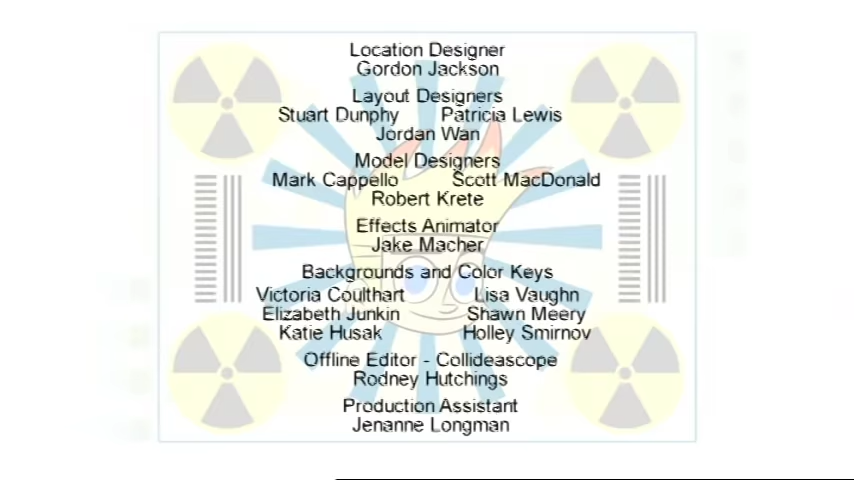 Location Designer
Gordon Jackson
Layout Designers
Stuart Dunphy Patricia Lewis
Jordan Wan
Model Designers
Mark Cappello Scott MacDonald
Robert Krete
Effects Animator
Jake Macher
Backgrounds and Color Keys
Victoria Coulthart Lisa Vaughn
Elizabeth Junkin Shawn Meery
Katie Husak Holley Smirnov
Offline Editor - Collideascope
Rodney Hutchings
Production Assistant
Jenanne Longman